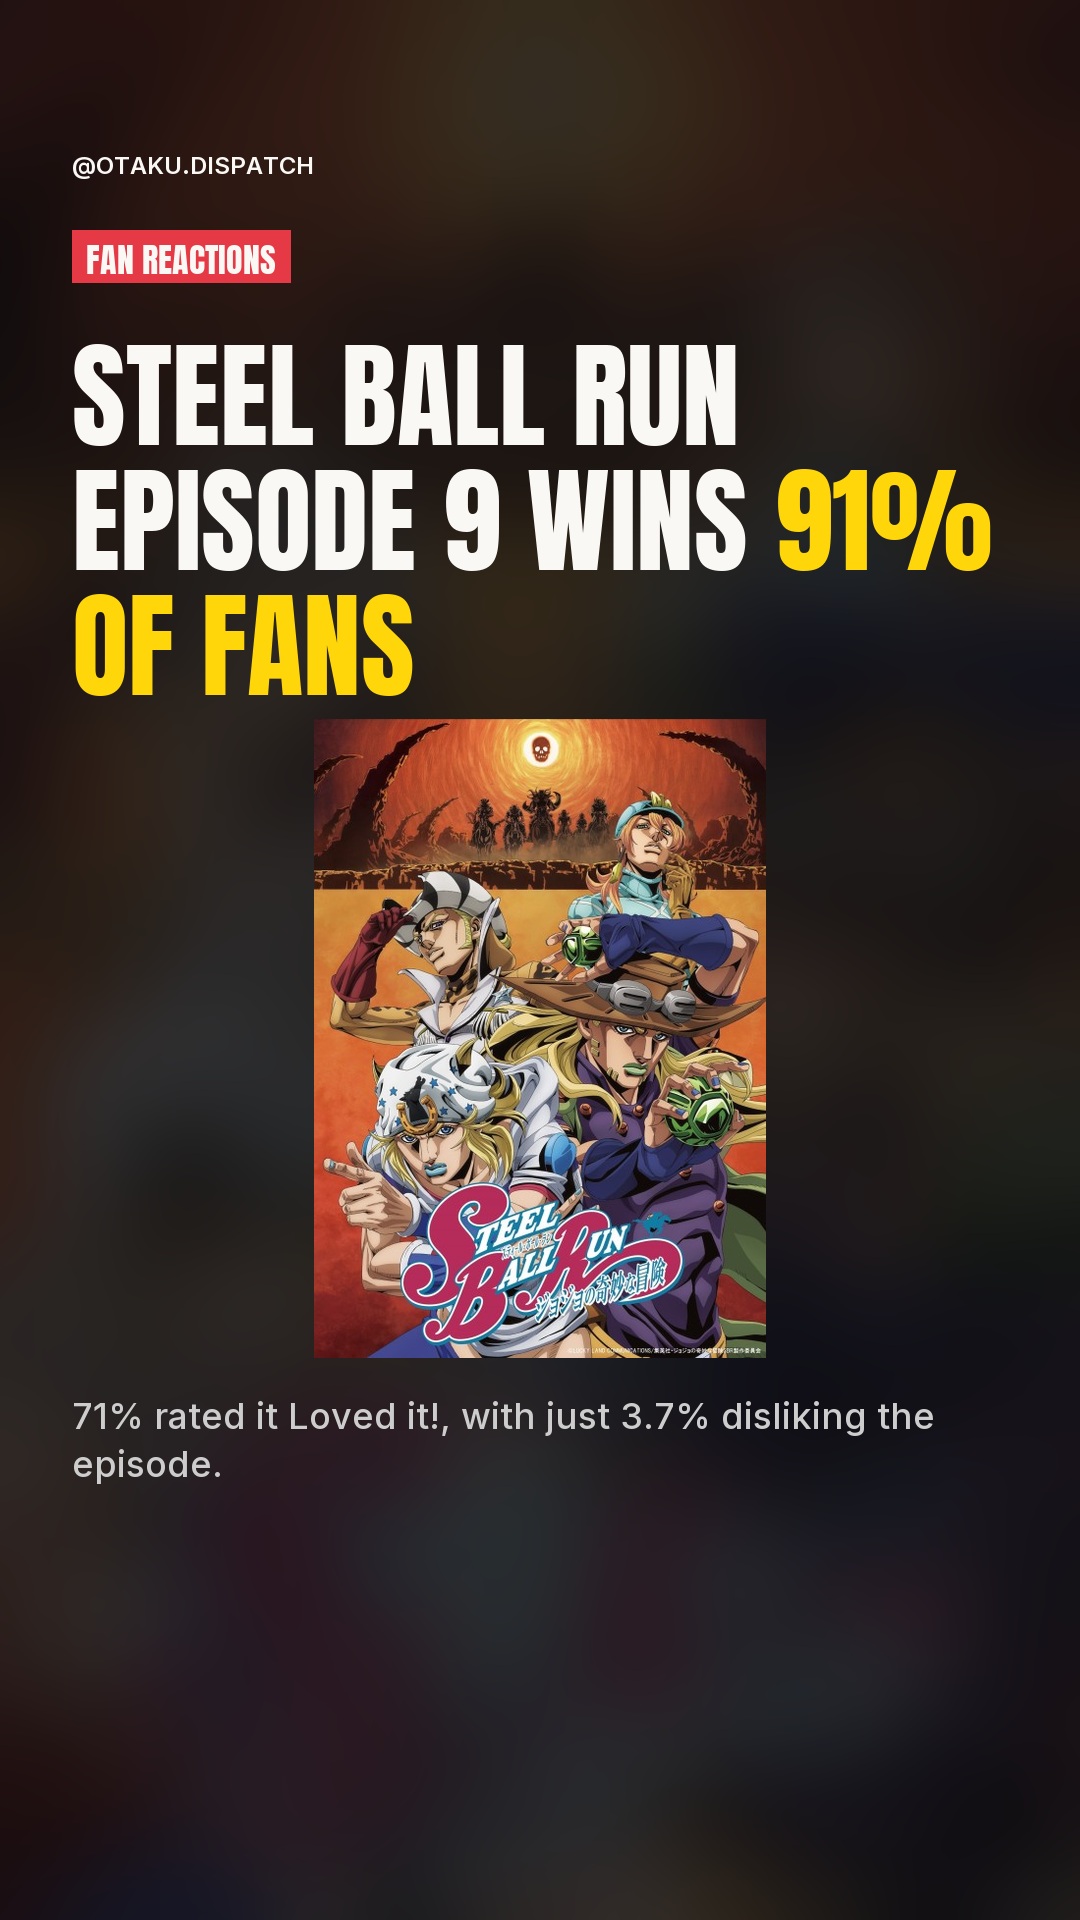 @OTAKU.DISPATCH
FAN REACTIONS
STEEL BALL RUN
EPISODE 9 WINS 91%
OF FANS
STEEL
BALL RUN
ジョジョの奇妙な冒険
71% rated it Loved it!, with just 3.7% disliking the
episode.